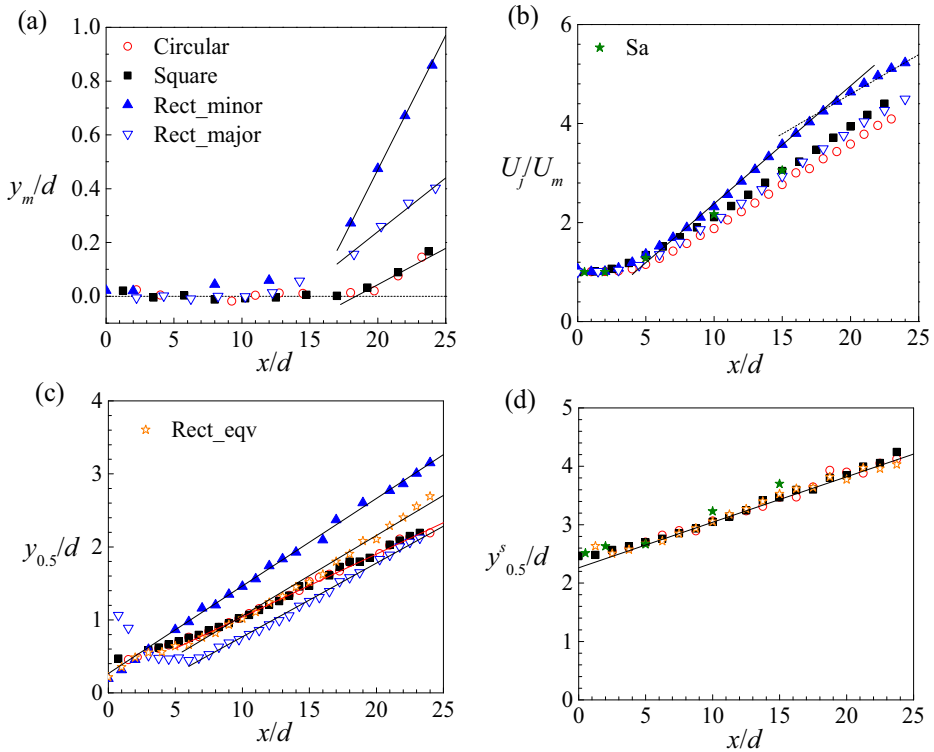 (a)
1.0
0.8
0.6
0.4
0.2
0.0
y_m/d
Circular
Square
Rect_minor
Rect_major
0 5 10 15 20 25
x/d
(b)
6
4
2
0
U_j/U_m
Sa
0 5 10 15 20 25
x/d
(c)
4
3
2
1
0
y_0.5/d
Rect_eqv
0 5 10 15 20 25
x/d
(d)
5
4
3
2
1
0
y^s_0.5/d
0 5 10 15 20 25
x/d